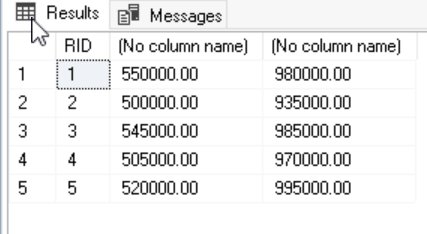 Results Messages
RID (No column name) (No column name)
1 1 550000.00 980000.00
2 2 500000.00 935000.00
3 3 545000.00 985000.00
4 4 505000.00 970000.00
5 5 520000.00 995000.00